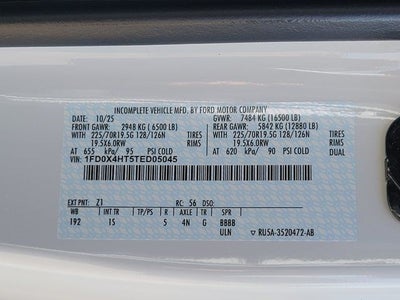 INCOMPLETE VEHICLE MFD. BY FORD MOTOR COMPANY
10/25 GVWR: 7484 KG (16500 LB)
FRONT GAWR: 2948 KG ( 6500 LB) REAR GAWR: 5842 KG (12880 LB)
WITH 225/70R19.5G 128/126N TIRES WITH 225/70R19.5G 128/126N TIRES
19.5X6.0RW RIMS 19.5X6.0RW RIMS
AT 655 kPa/ 95 PSI COLD AT 620 kPa/ 90 PSI COLD DUAL
VIN: 1FD0X4HT5TED05045
EXT PNT: Z1 RC: 56 DSO:
WB INT TR TP/PS R AXLE TR SPR
192 15 5 4N G BBBB
ULN RU5A-3520472-AB